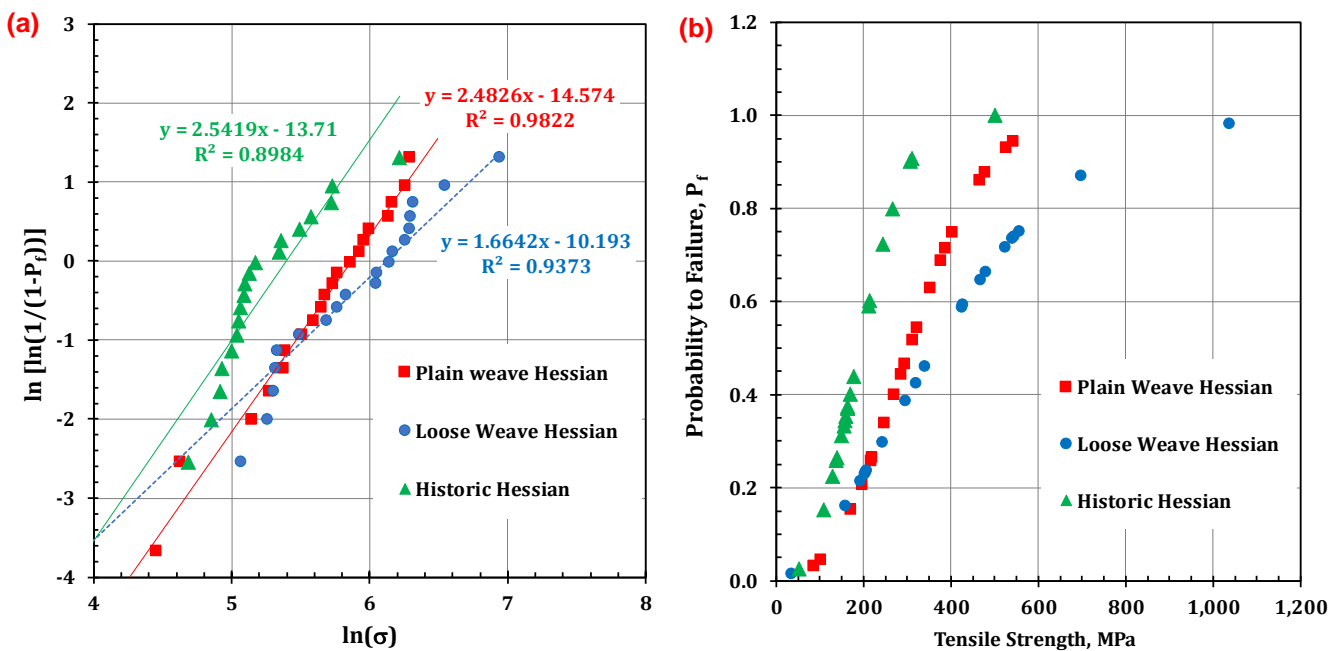 (a)
3
2
1
0
-1
-2
-3
-4
4
5
6
7
8
ln [ln(1/(1-Pf))]
ln(σ)
y = 2.4826x - 14.574
R² = 0.9822
y = 2.5419x - 13.71
R² = 0.8984
y = 1.6642x - 10.193
R² = 0.9373
Plain weave Hessian
Loose Weave Hessian
Historic Hessian
(b)
1.2
1.0
0.8
0.6
0.4
0.2
0.0
0
200
400
600
800
1,000
1,200
Probability to Failure, Pf
Tensile Strength, MPa
Plain Weave Hessian
Loose Weave Hessian
Historic Hessian